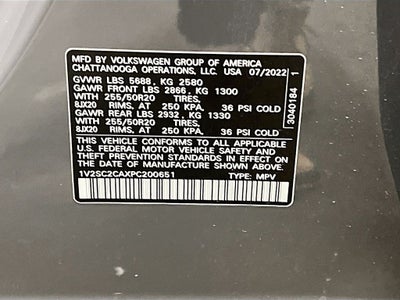 MFD BY VOLKSWAGEN GROUP OF AMERICA
CHATTANOOGA OPERATIONS, LLC. USA 07/2022
GVWR LBS 5688, KG 2580
GAWR FRONT LBS 2866, KG 1300
WITH 255/50R20 TIRES,
8JX20 RIMS, AT 250 KPA, 36 PSI COLD
GAWR REAR LBS 2932, KG 1330
WITH 255/50R20 TIRES,
8JX20 RIMS, AT 250 KPA, 36 PSI COLD
THIS VEHICLE CONFORMS TO ALL APPLICABLE
U.S. FEDERAL MOTOR VEHICLE SAFETY AND
THEFT PREVENTION STANDARDS IN EFFECT ON
THE DATE OF MANUFACTURE SHOWN ABOVE.
1V2SC2CAXPC200651 TYPE: MPV
3040184 1